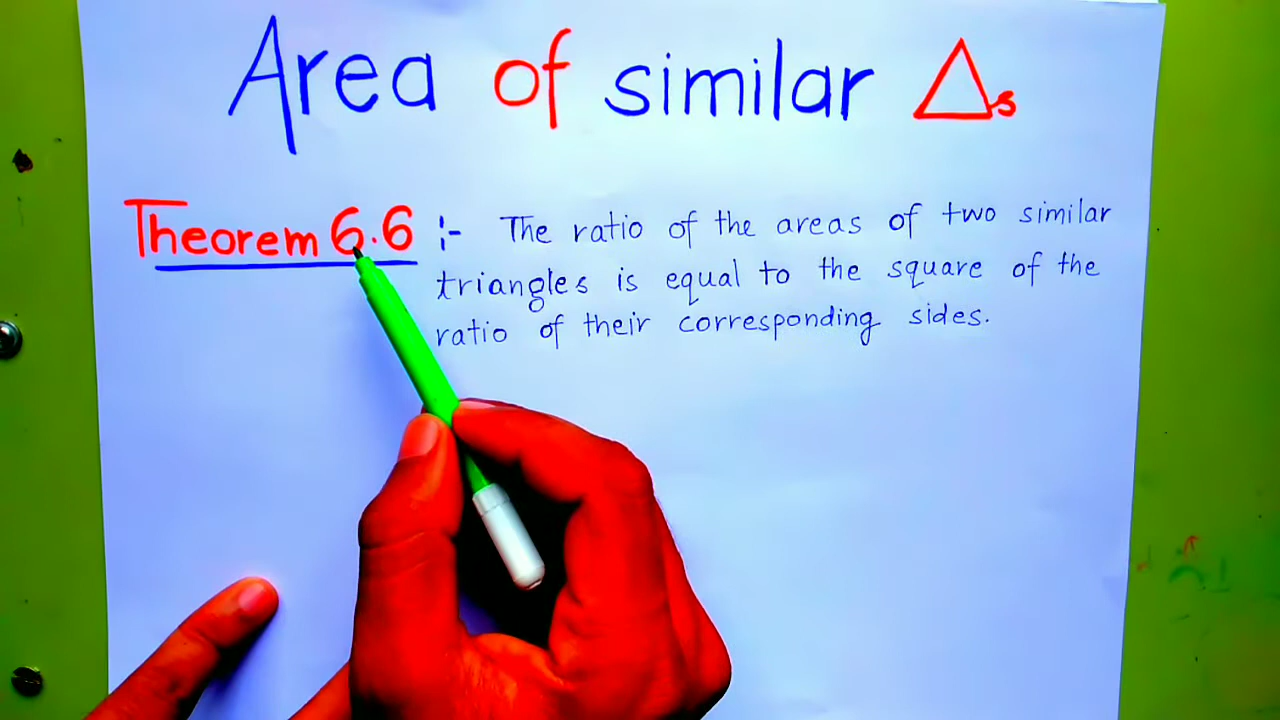 Area of similar Δs
Theorem 6.6 :- The ratio of the areas of two similar
triangles is equal to the square of the
ratio of their corresponding sides.